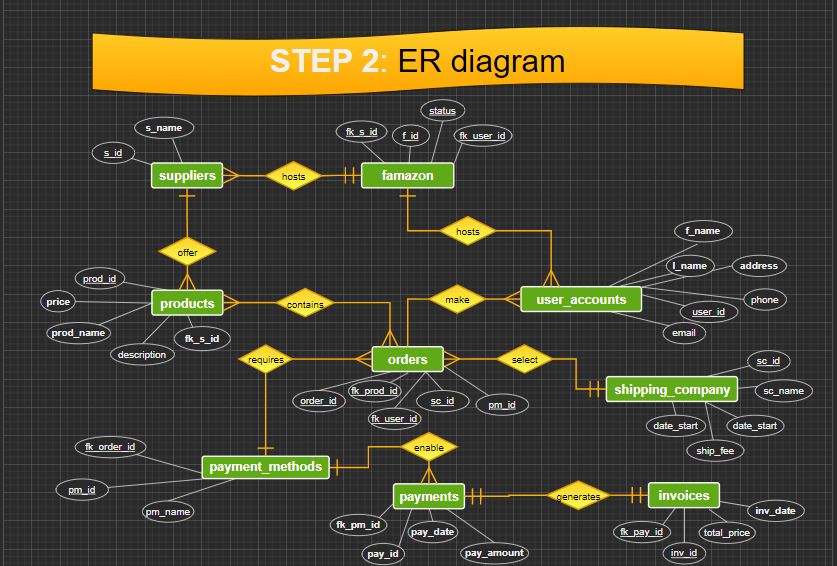 STEP 2: ER diagram
status
s_name
fk_s_id
f_id
fk_user_id
s_id
suppliers
hosts
famazon
hosts
f_name
offer
l_name
address
prod_id
price
products
contains
make
user_accounts
phone
user_id
prod_name
fk_s_id
email
description
requires
orders
select
sc_id
shipping_company
sc_name
order_id
fk_prod_id
sc_id
pm_id
fk_user_id
date_start
date_start
fk_order_id
enable
ship_fee
payment_methods
pm_id
payments
generates
invoices
pm_name
fk_pm_id
pay_date
inv_date
fk_pay_id
total_price
pay_id
pay_amount
inv_id